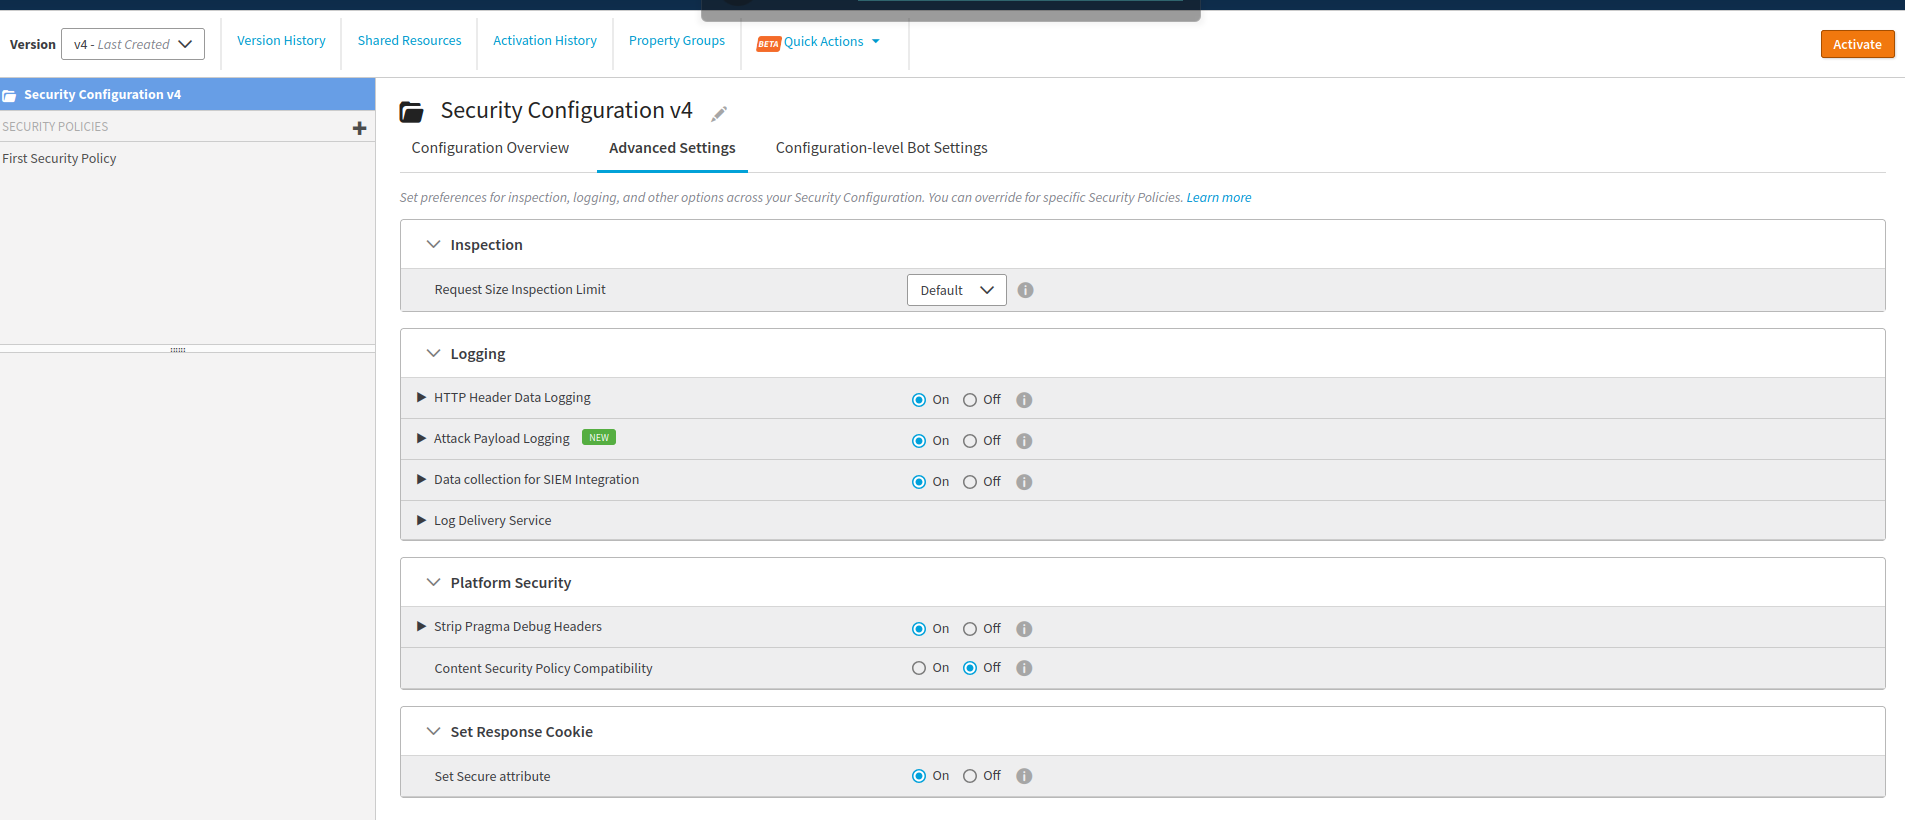 Version v4 - Last Created Version History Shared Resources Activation History Property Groups BETA Quick Actions Activate
Security Configuration v4
SECURITY POLICIES
First Security Policy
Security Configuration v4
Configuration Overview Advanced Settings Configuration-level Bot Settings
Set preferences for inspection, logging, and other options across your Security Configuration. You can override for specific Security Policies. Learn more
Inspection
Request Size Inspection Limit Default
Logging
HTTP Header Data Logging On Off
Attack Payload Logging NEW On Off
Data collection for SIEM Integration On Off
Log Delivery Service
Platform Security
Strip Pragma Debug Headers On Off
Content Security Policy Compatibility On Off
Set Response Cookie
Set Secure attribute On Off